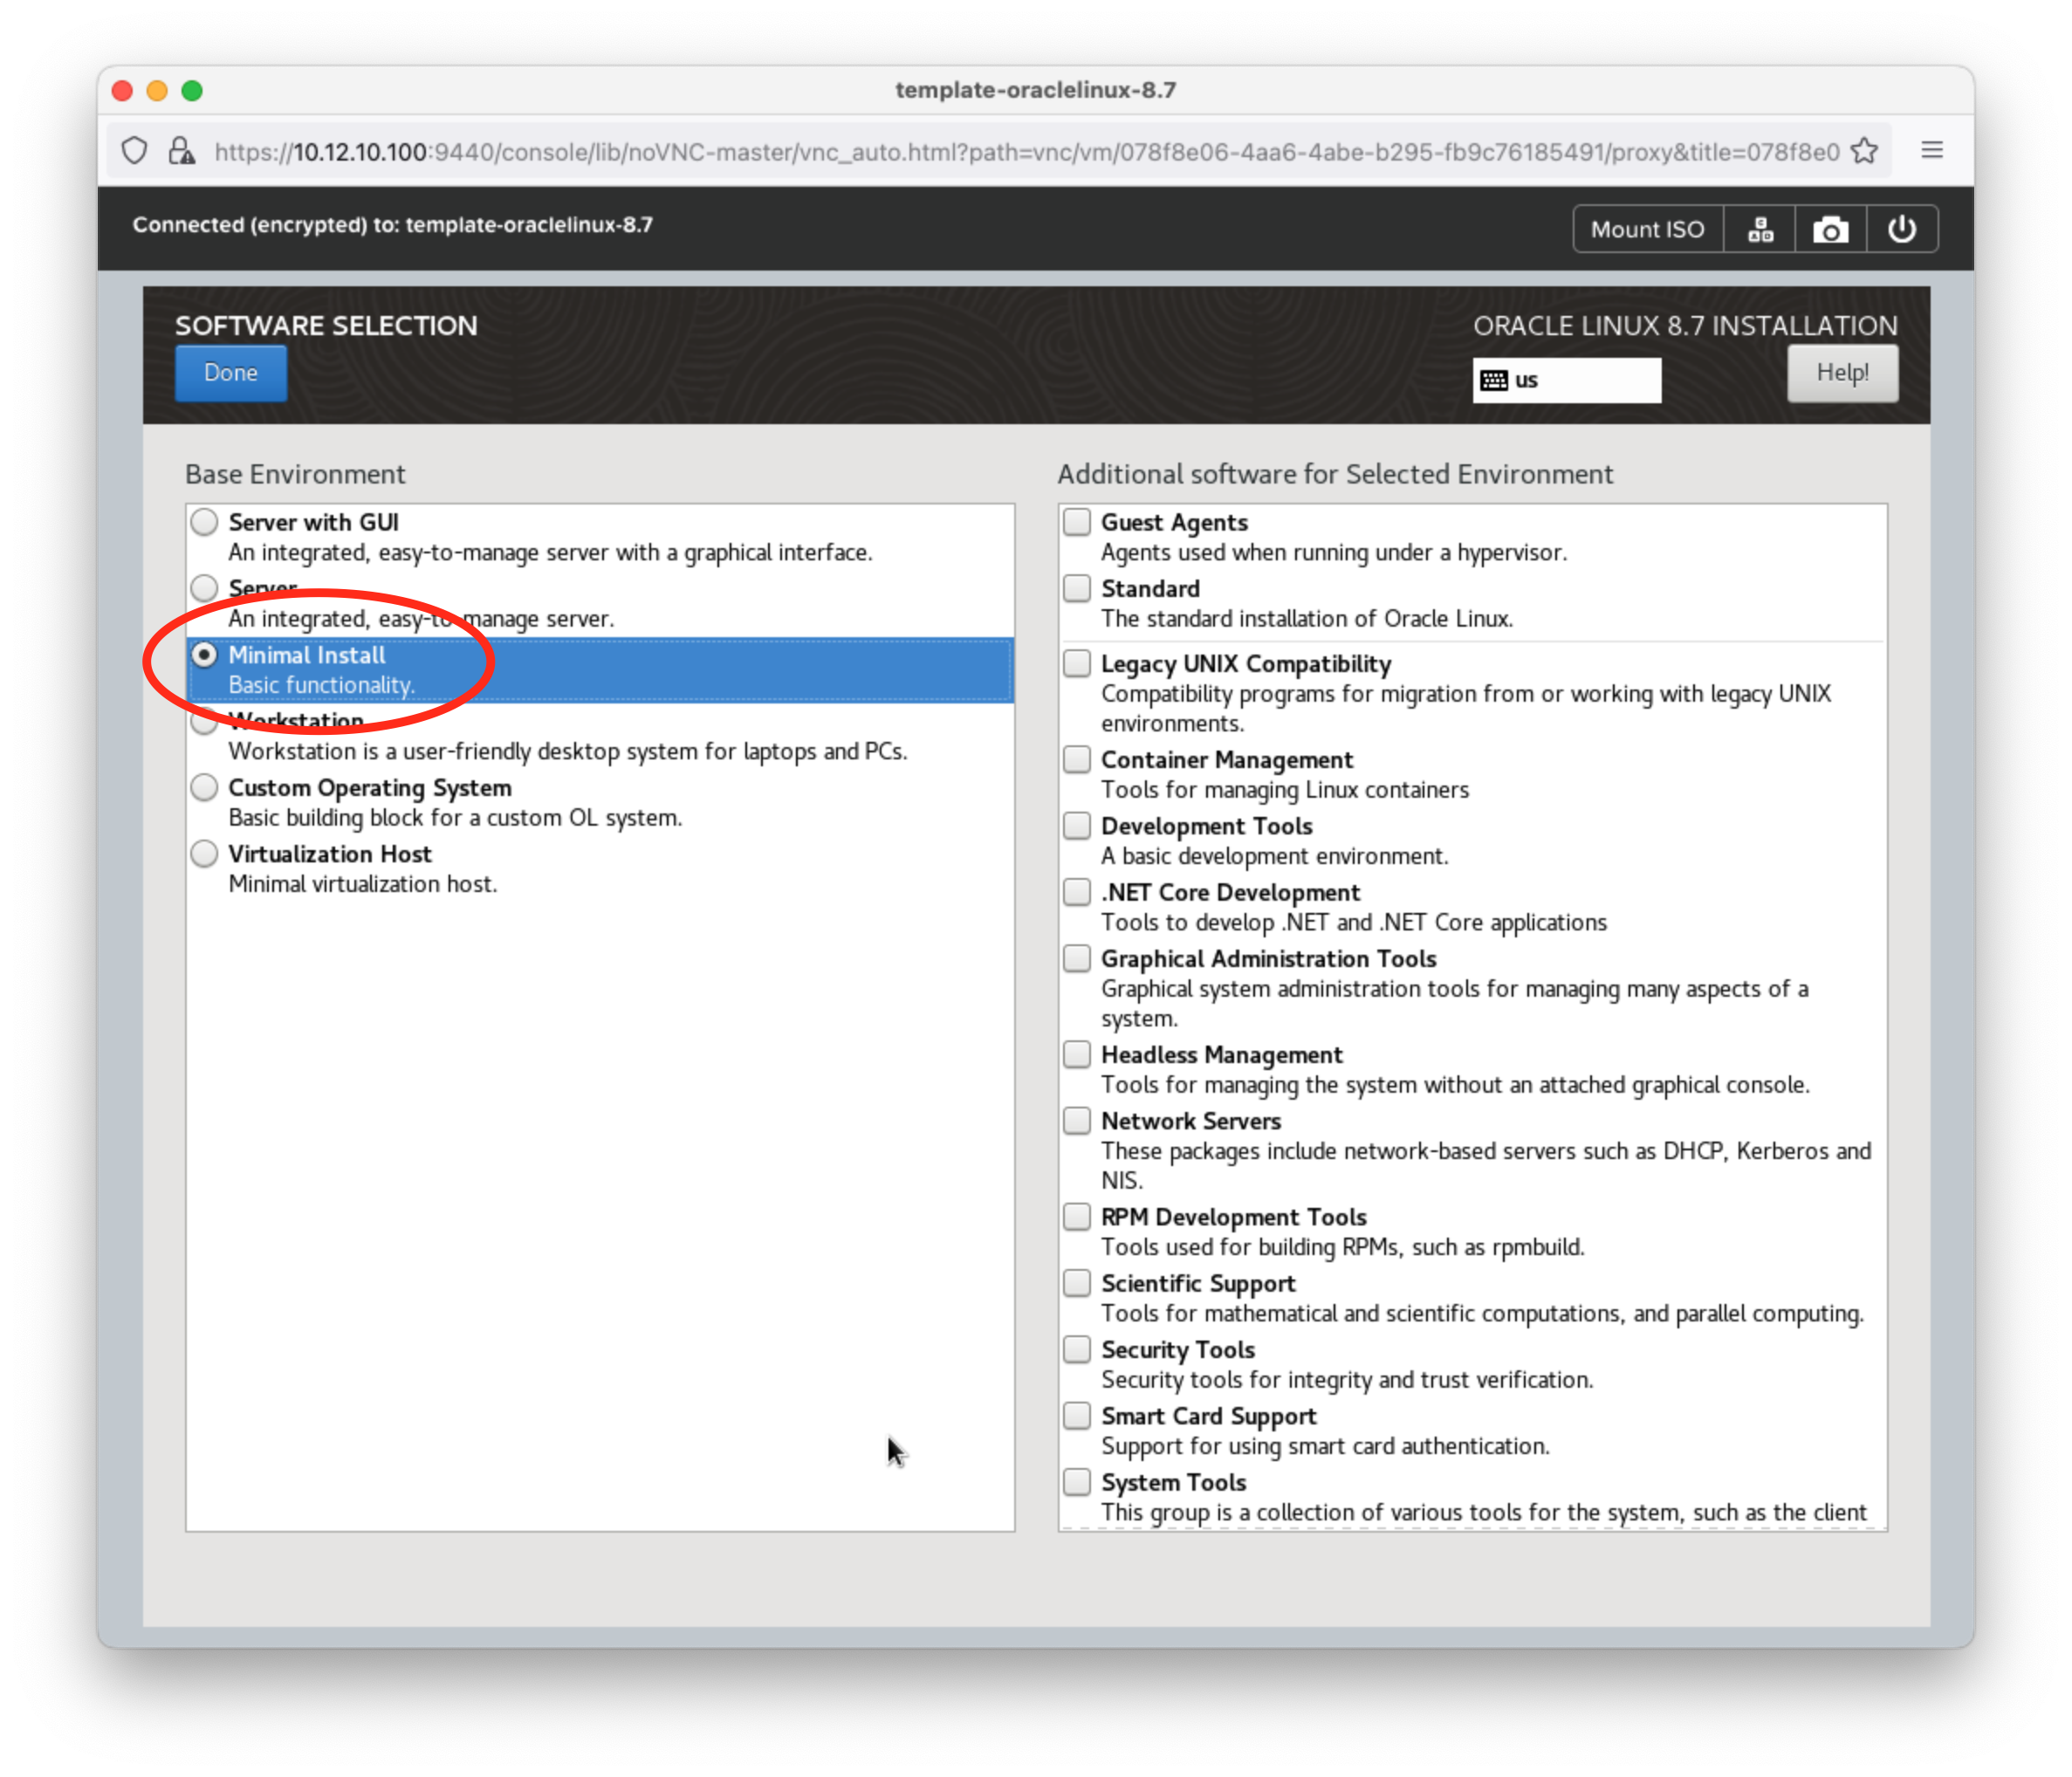 template-oraclelinux-8.7
https://10.12.10.100:9440/console/lib/noVNC-master/vnc_auto.html?path=vnc/vm/078f8e06-4aa6-4abe-b295-fb9c76185491/proxy&title=078f8e0
Connected (encrypted) to: template-oraclelinux-8.7
Mount ISO
SOFTWARE SELECTION
Done
ORACLE LINUX 8.7 INSTALLATION
us
Help!
Base Environment
Server with GUI
An integrated, easy-to-manage server with a graphical interface.
Server
An integrated, easy-to-manage server.
Minimal Install
Basic functionality.
Workstation
Workstation is a user-friendly desktop system for laptops and PCs.
Custom Operating System
Basic building block for a custom OL system.
Virtualization Host
Minimal virtualization host.
Additional software for Selected Environment
Guest Agents
Agents used when running under a hypervisor.
Standard
The standard installation of Oracle Linux.
Legacy UNIX Compatibility
Compatibility programs for migration from or working with legacy UNIX
environments.
Container Management
Tools for managing Linux containers
Development Tools
A basic development environment.
.NET Core Development
Tools to develop .NET and .NET Core applications
Graphical Administration Tools
Graphical system administration tools for managing many aspects of a
system.
Headless Management
Tools for managing the system without an attached graphical console.
Network Servers
These packages include network-based servers such as DHCP, Kerberos and
NIS.
RPM Development Tools
Tools used for building RPMs, such as rpmbuild.
Scientific Support
Tools for mathematical and scientific computations, and parallel computing.
Security Tools
Security tools for integrity and trust verification.
Smart Card Support
Support for using smart card authentication.
System Tools
This group is a collection of various tools for the system, such as the client